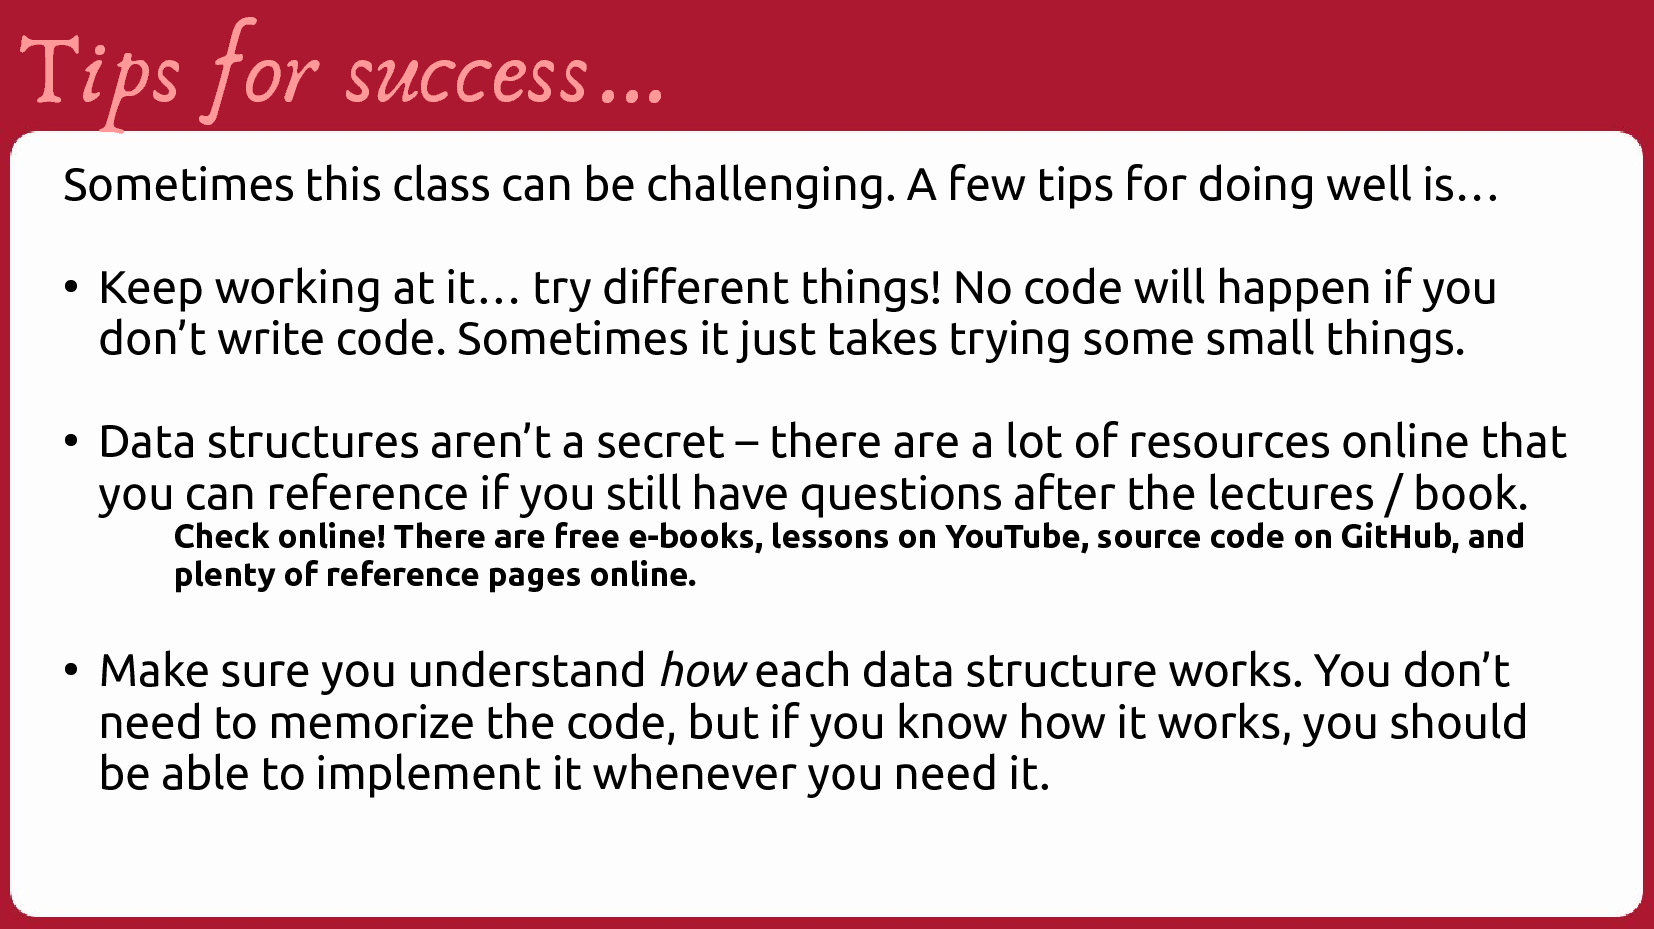 Tips for success...
Sometimes this class can be challenging. A few tips for doing well is…
• Keep working at it… try different things! No code will happen if you
don’t write code. Sometimes it just takes trying some small things.
• Data structures aren’t a secret – there are a lot of resources online that
you can reference if you still have questions after the lectures / book.
Check online! There are free e-books, lessons on YouTube, source code on GitHub, and
plenty of reference pages online.
• Make sure you understand how each data structure works. You don’t
need to memorize the code, but if you know how it works, you should
be able to implement it whenever you need it.